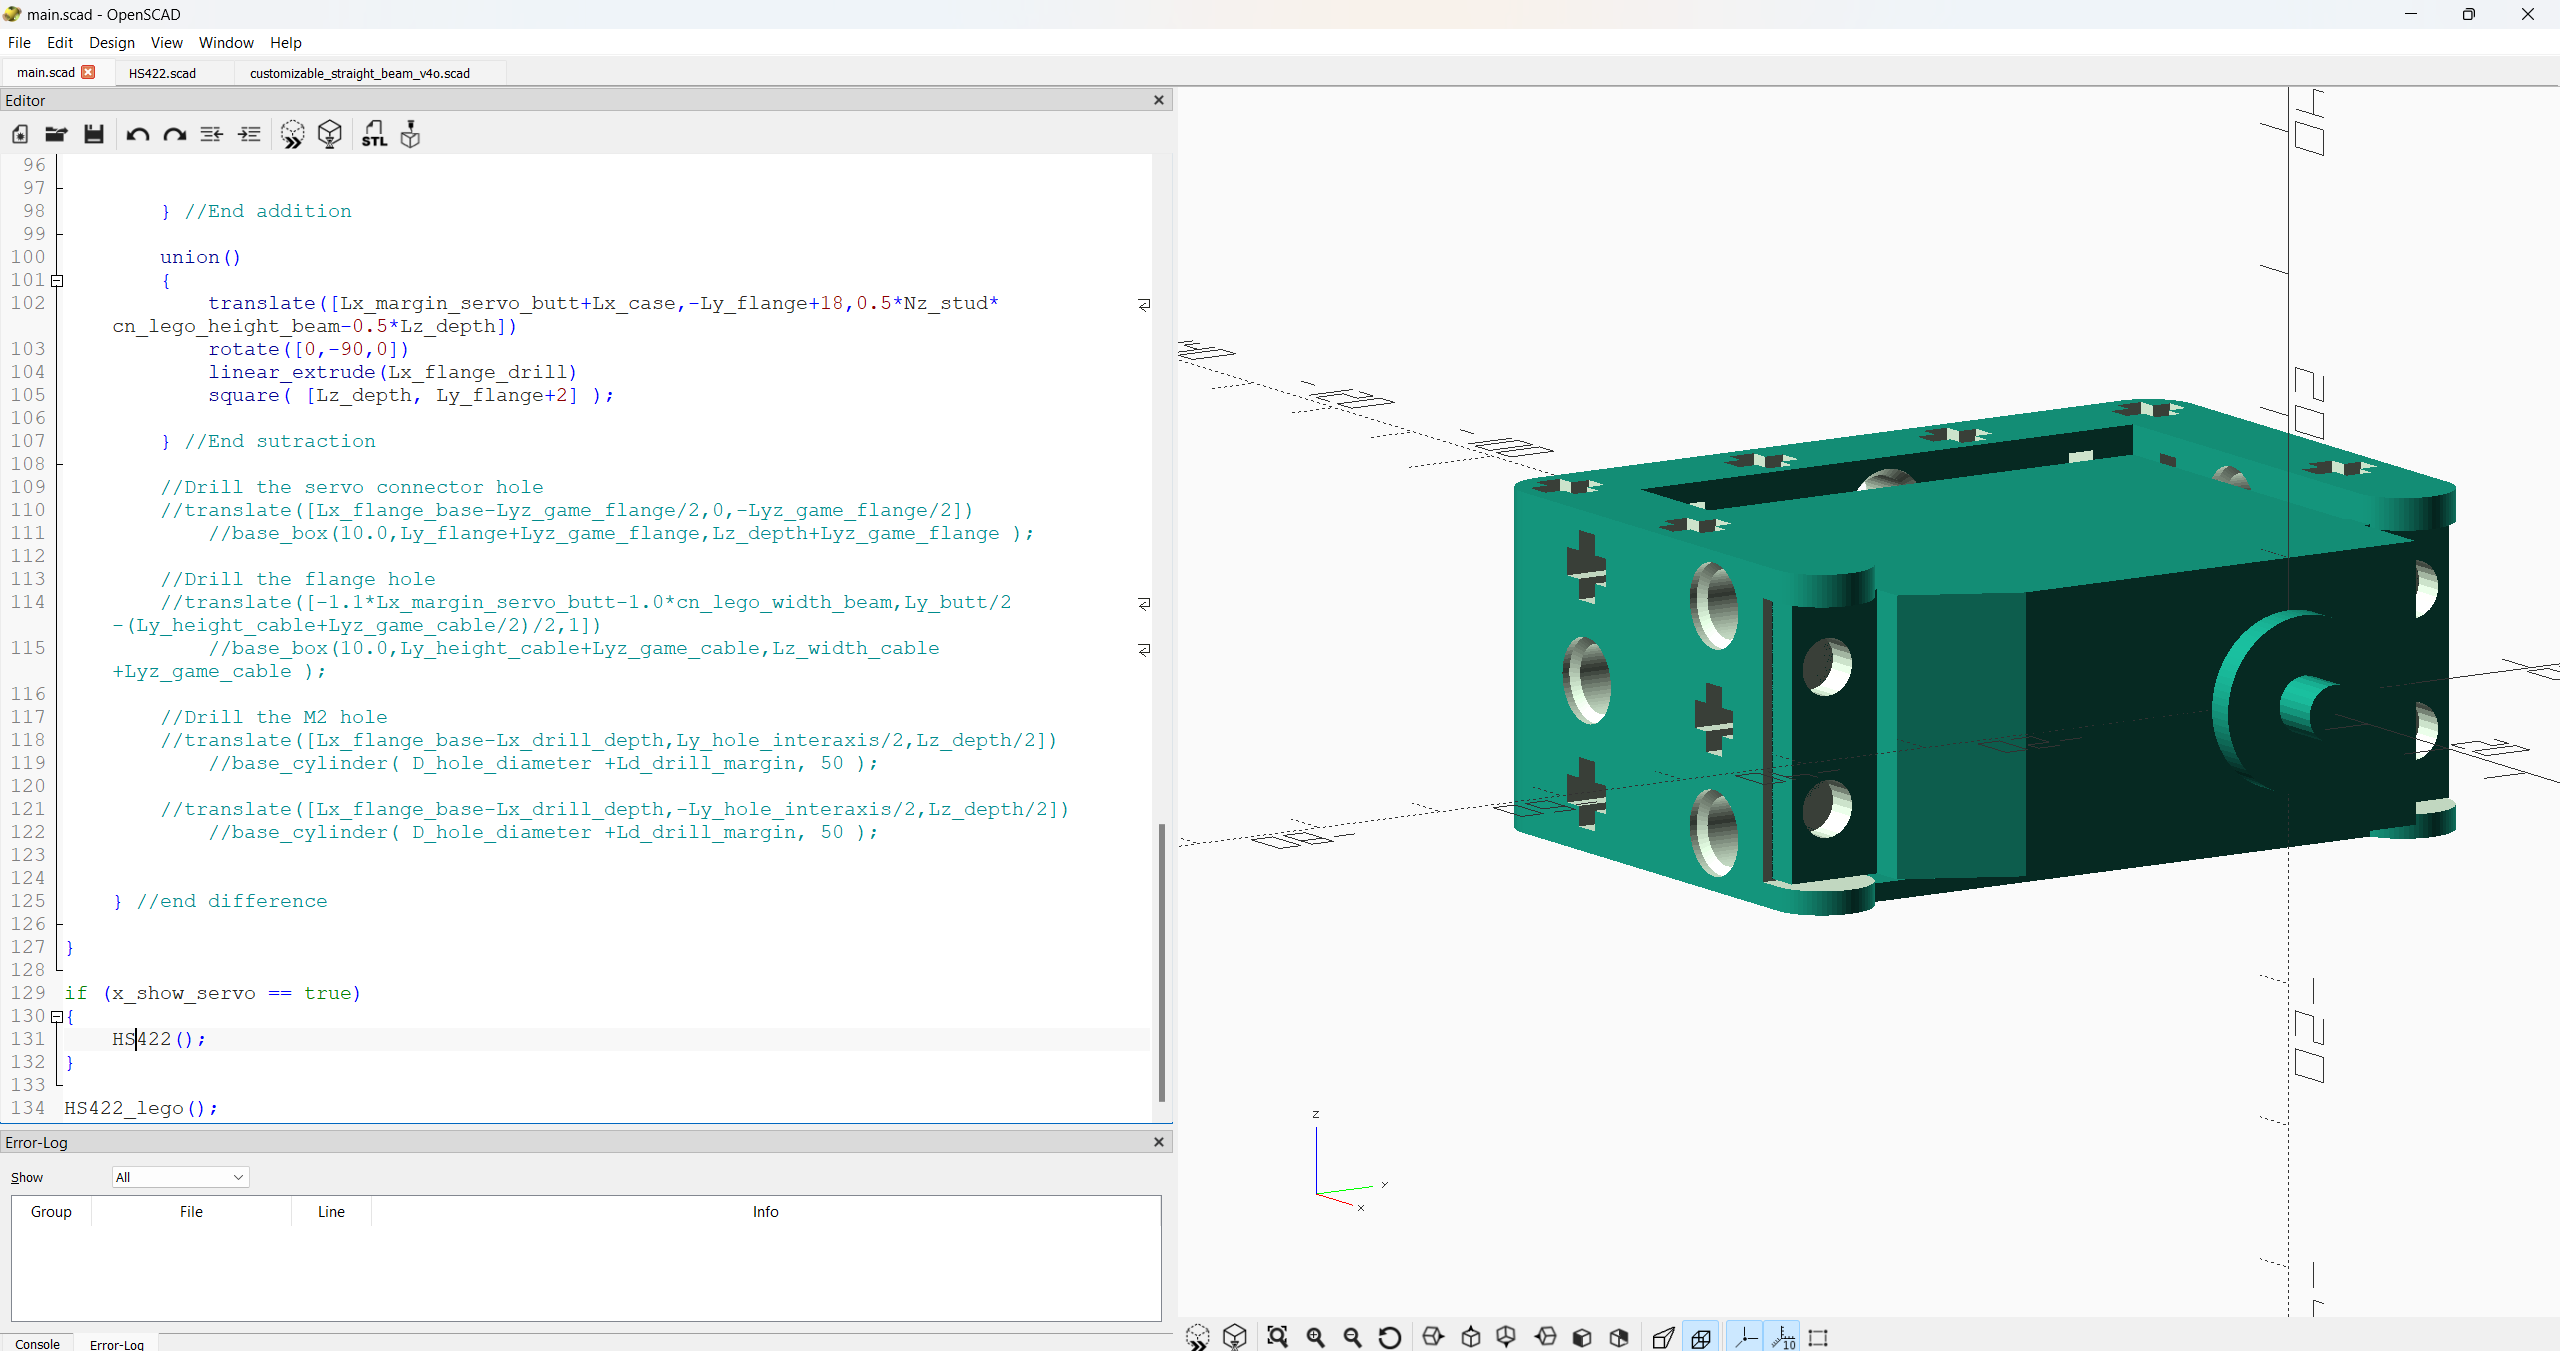 main.scad - OpenSCAD
File Edit Design View Window Help
main.scad HS422.scad customizable_straight_beam_v4o.scad
Editor
STL
96
97
98 } //End addition
99
100 union()
101 {
102 translate([Lx_margin_servo_butt+Lx_case,-Ly_flange+18,0.5*Nz_stud*
cn_lego_height_beam-0.5*Lz_depth])
103 rotate([0,-90,0])
104 linear_extrude(Lx_flange_drill)
105 square( [Lz_depth, Ly_flange+2] );
106
107 } //End sutraction
108
109 //Drill the servo connector hole
110 //translate([Lx_flange_base-Lyz_game_flange/2,0,-Lyz_game_flange/2])
111 //base_box(10.0,Ly_flange+Lyz_game_flange,Lz_depth+Lyz_game_flange );
112
113 //Drill the flange hole
114 //translate([-1.1*Lx_margin_servo_butt-1.0*cn_lego_width_beam,Ly_butt/2
-(Ly_height_cable+Lyz_game_cable/2)/2,1])
115 //base_box(10.0,Ly_height_cable+Lyz_game_cable,Lz_width_cable
+Lyz_game_cable );
116
117 //Drill the M2 hole
118 //translate([Lx_flange_base-Lx_drill_depth,Ly_hole_interaxis/2,Lz_depth/2])
119 //base_cylinder( D_hole_diameter +Ld_drill_margin, 50 );
120
121 //translate([Lx_flange_base-Lx_drill_depth,-Ly_hole_interaxis/2,Lz_depth/2])
122 //base_cylinder( D_hole_diameter +Ld_drill_margin, 50 );
123
124
125 } //end difference
126
127 }
128
129 if (x_show_servo == true)
130 {
131 HS422();
132 }
133
134 HS422_lego();
Error-Log
Show All
Group File Line Info
Console Error-Log
z
y
x
10